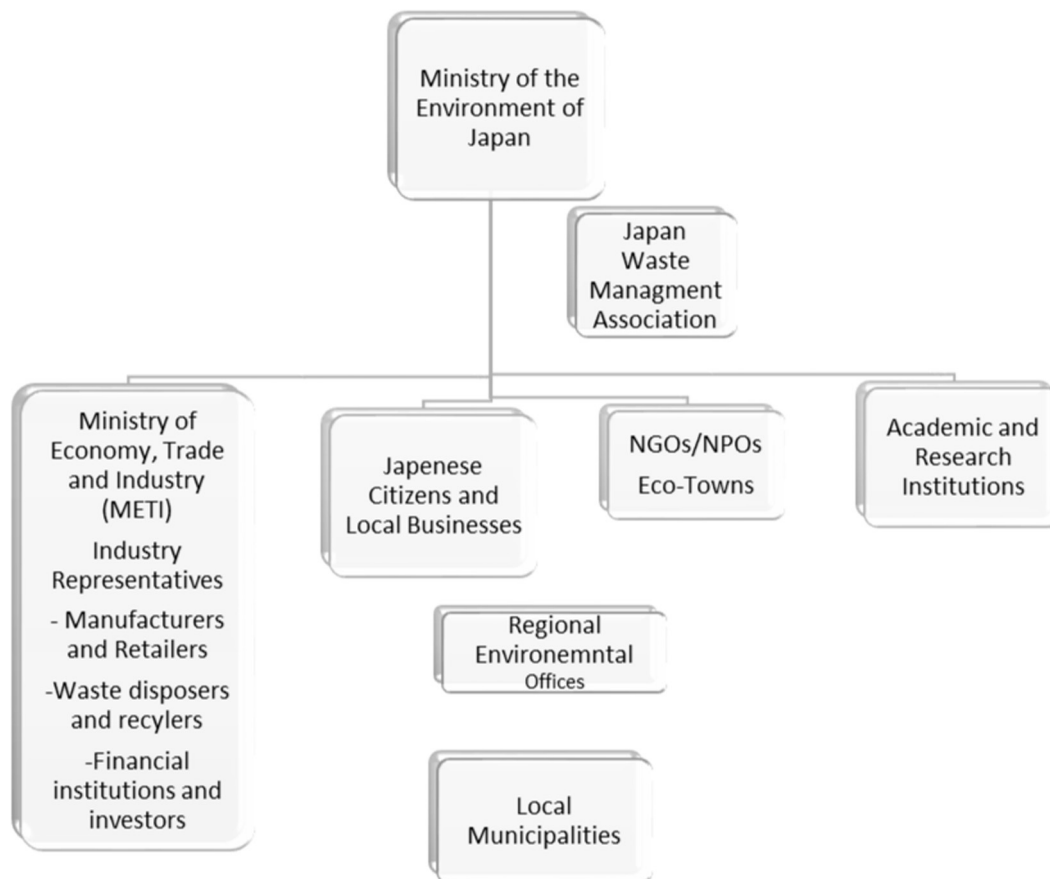 Ministry of the
Environment of
Japan
Japan
Waste
Managment
Association
Ministry of
Economy, Trade
and Industry
(METI)
Industry
Representatives
- Manufacturers
and Retailers
-Waste disposers
and recylers
-Financial
institutions and
investors
Japenese
Citizens and
Local Businesses
NGOs/NPOs
Eco-Towns
Academic and
Research
Institutions
Regional
Environemntal
Offices
Local
Municipalities